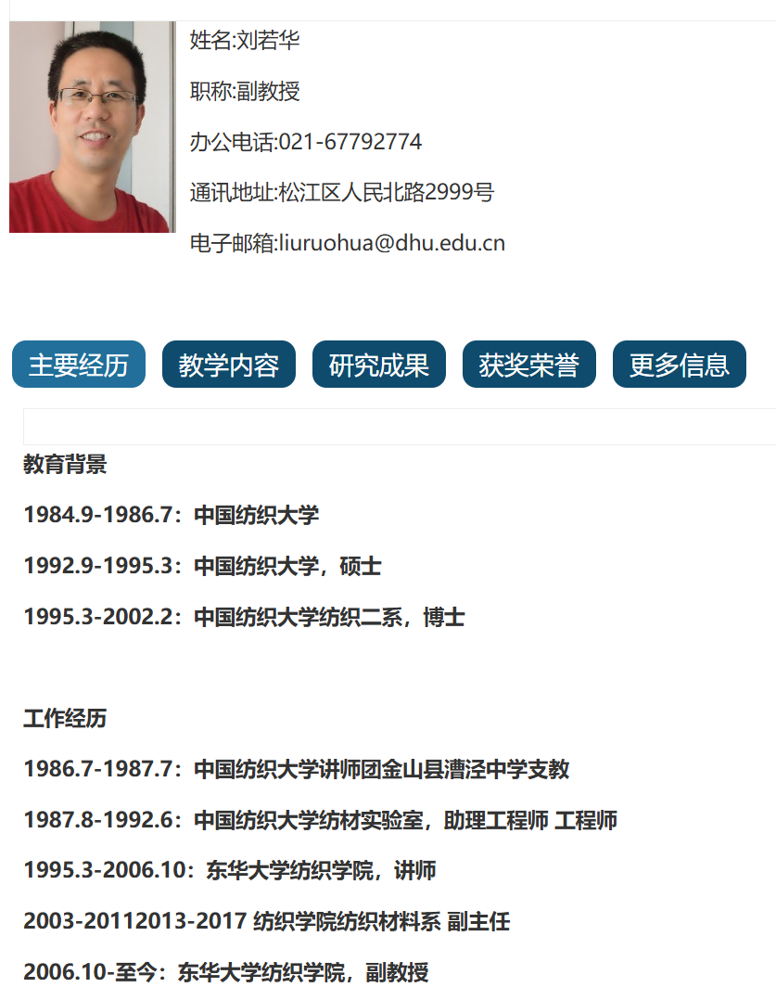 姓名:刘若华
职称:副教授
办公电话:021-67792774
通讯地址:松江区人民北路2999号
电子邮箱:liuruohua@dhu.edu.cn
主要经历 教学内容 研究成果 获奖荣誉 更多信息
教育背景
1984.9-1986.7：中国纺织大学
1992.9-1995.3：中国纺织大学，硕士
1995.3-2002.2：中国纺织大学纺织二系，博士
工作经历
1986.7-1987.7：中国纺织大学讲师团金山县漕泾中学支教
1987.8-1992.6：中国纺织大学纺材实验室，助理工程师 工程师
1995.3-2006.10：东华大学纺织学院，讲师
2003-20112013-2017 纺织学院纺织材料系 副主任
2006.10-至今：东华大学纺织学院，副教授